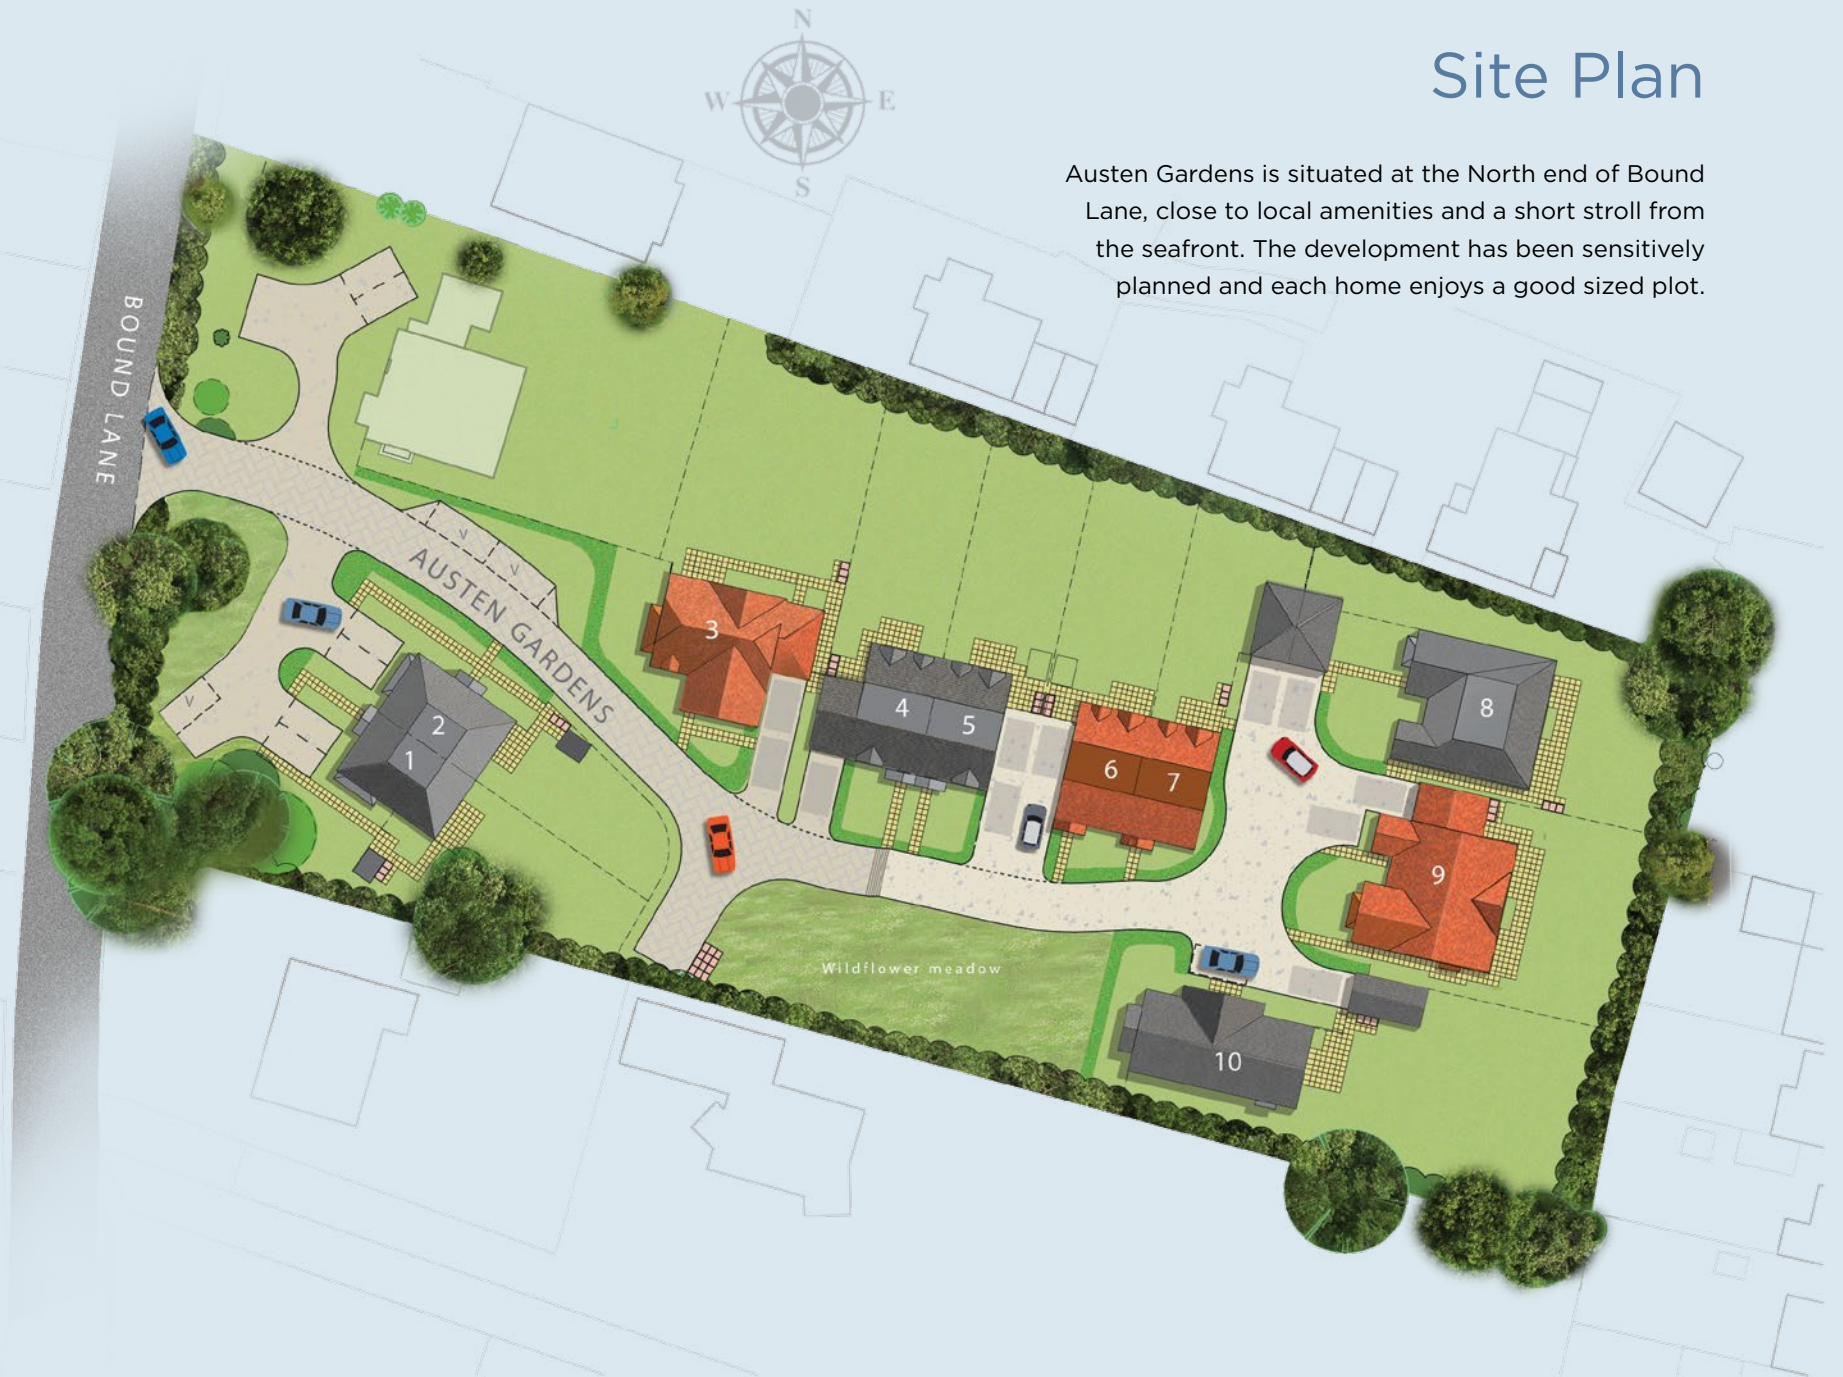 N
W
E
S
Site Plan
Austen Gardens is situated at the North end of Bound
Lane, close to local amenities and a short stroll from
the seafront. The development has been sensitively
planned and each home enjoys a good sized plot.
BOUND LANE
AUSTEN GARDENS
V
V
V
3
2
1
4
5
6
7
8
9
10
Wildflower meadow